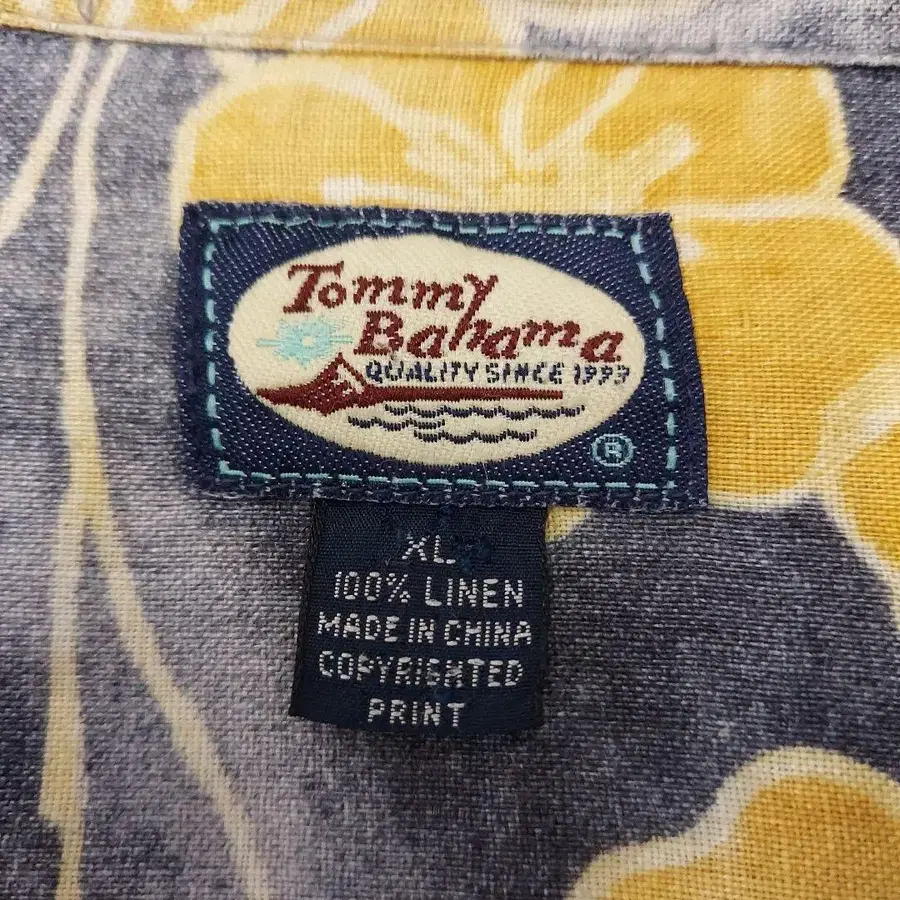 Tommy
Bahama
QUALITY SINCE 1993
®
XL
100% LINEN
MADE IN CHINA
COPYRIGHTED
PRINT